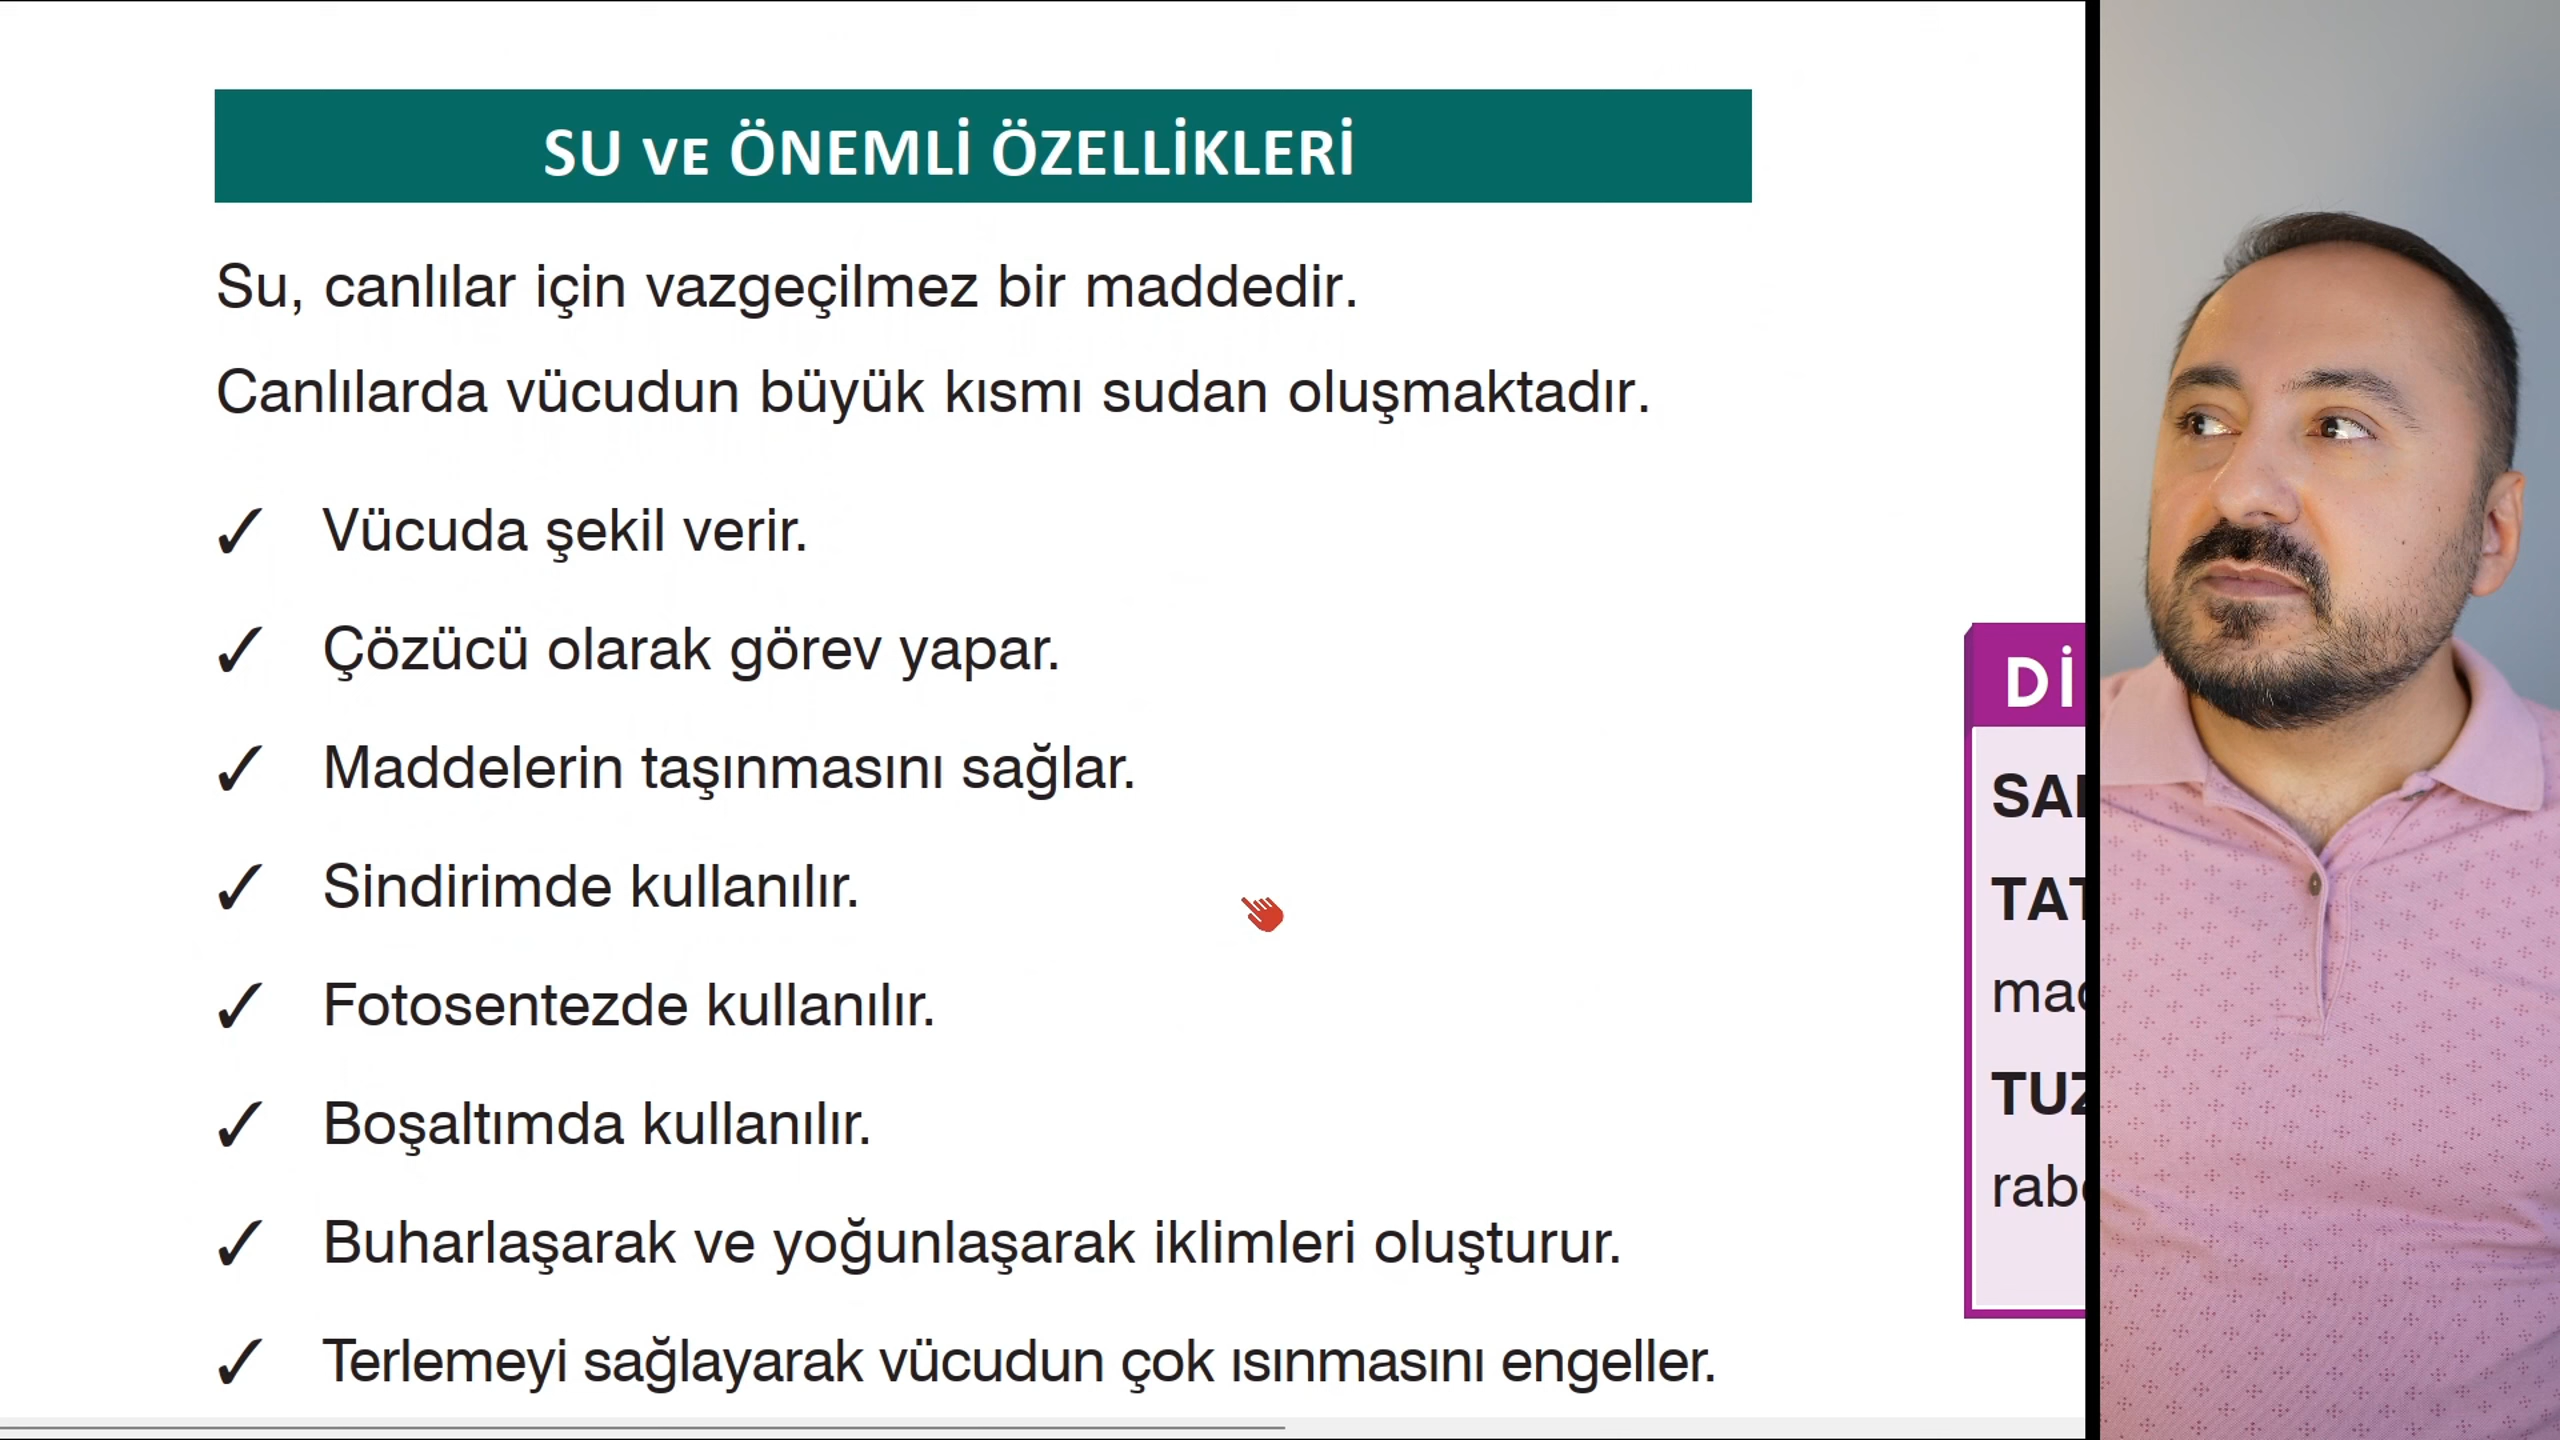 SU VE ÖNEMLİ ÖZELLİKLERİ
Su, canlılar için vazgeçilmez bir maddedir.
Canlılarda vücudun büyük kısmı sudan oluşmaktadır.
✓ Vücuda şekil verir.
✓ Çözücü olarak görev yapar.
✓ Maddelerin taşınmasını sağlar.
✓ Sindirimde kullanılır.
✓ Fotosentezde kullanılır.
✓ Boşaltımda kullanılır.
✓ Buharlaşarak ve yoğunlaşarak iklimleri oluşturur.
✓ Terlemeyi sağlayarak vücudun çok ısınmasını engeller.